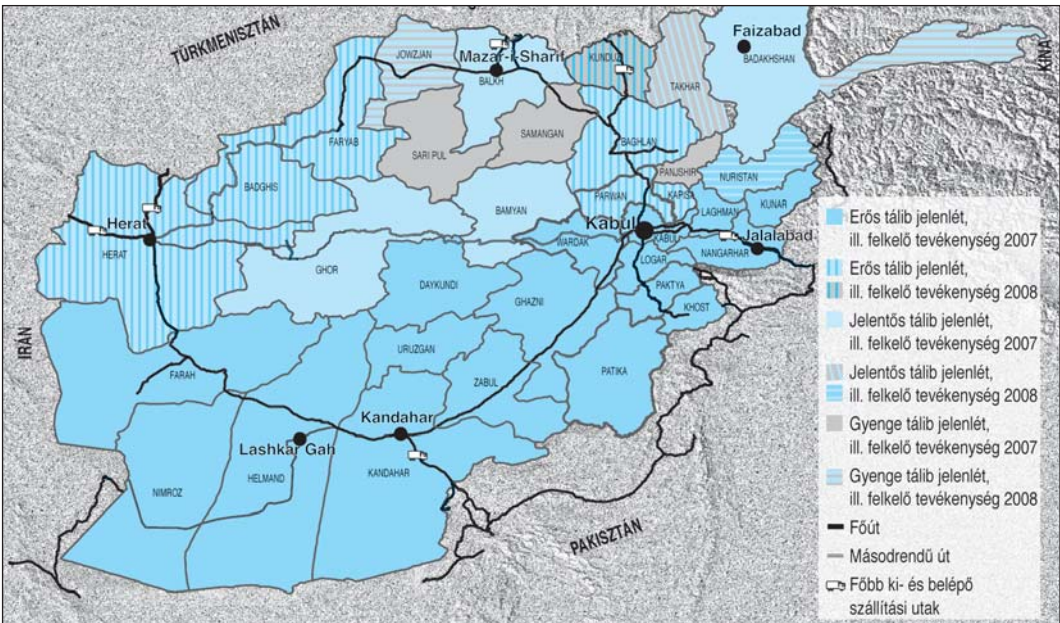 TÜRKMENISZTÁN
KÍNA
Faizabad
BADAKHSHAN
JOWZJAN
Mazar-i-Sharif
BALKH
KUNDUZ
TAKHAR
FARYAB
SARI PUL
SAMANGAN
BAGHLAN
PANJSHIR
NURISTAN
BADGHIS
PARWAN
KAPISA
KUNAR
LAGHMAN
BAMYAN
Herat
HERAT
Kabul
KABUL
Jalalabad
NANGARHAR
WARDAK
LOGAR
GHOR
DAYKUNDI
GHAZNI
PAKTYA
KHOST
IRÁN
URUZGAN
FARAH
ZABUL
PATIKA
Kandahar
Lashkar Gah
KANDAHAR
NIMROZ
HELMAND
PAKISZTÁN
Erős tálib jelenlét,
ill. felkelő tevékenység 2007
Erős tálib jelenlét,
ill. felkelő tevékenység 2008
Jelentős tálib jelenlét,
ill. felkelő tevékenység 2007
Jelentős tálib jelenlét,
ill. felkelő tevékenység 2008
Gyenge tálib jelenlét,
ill. felkelő tevékenység 2007
Gyenge tálib jelenlét,
ill. felkelő tevékenység 2008
Főút
Másodrendű út
Főbb ki- és belépő
szállítási utak